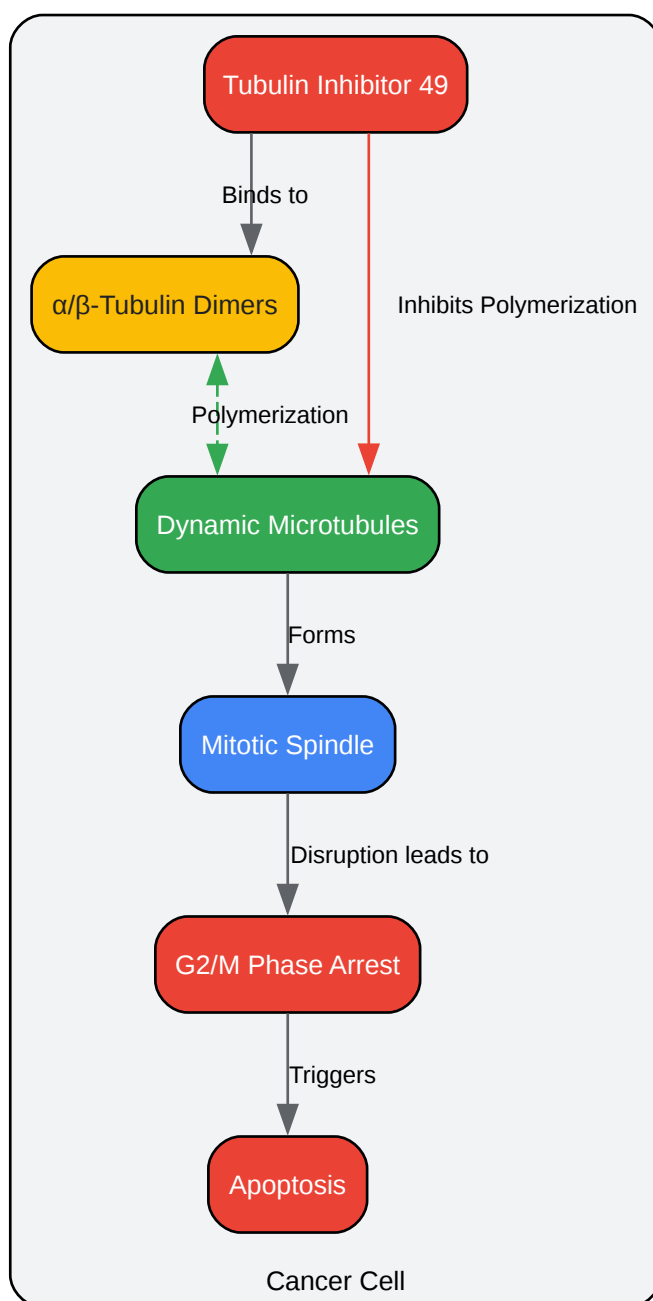 Tubulin Inhibitor 49
Binds to
α/β-Tubulin Dimers
Inhibits Polymerization
Polymerization
Dynamic Microtubules
Forms
Mitotic Spindle
Disruption leads to
G2/M Phase Arrest
Triggers
Apoptosis
Cancer Cell